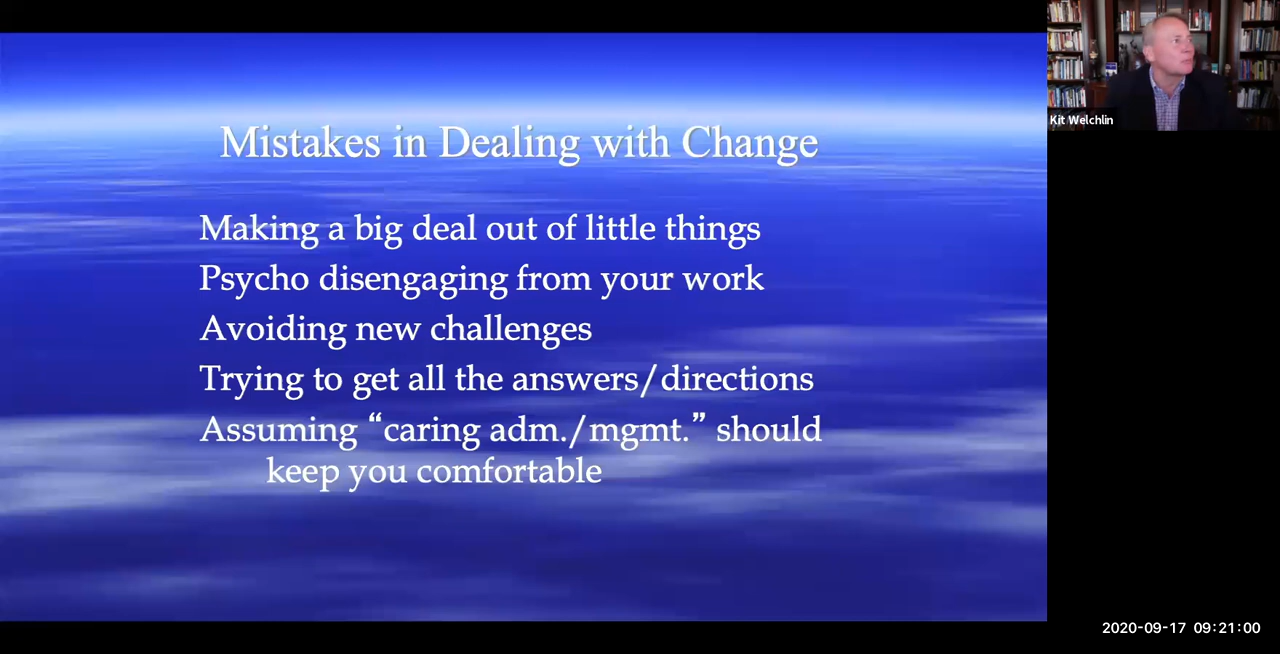 Mistakes in Dealing with Change
Making a big deal out of little things
Psycho disengaging from your work
Avoiding new challenges
Trying to get all the answers/directions
Assuming “caring adm./mgmt.” should
keep you comfortable
Kit Welchlin
2020-09-17 09:21:00